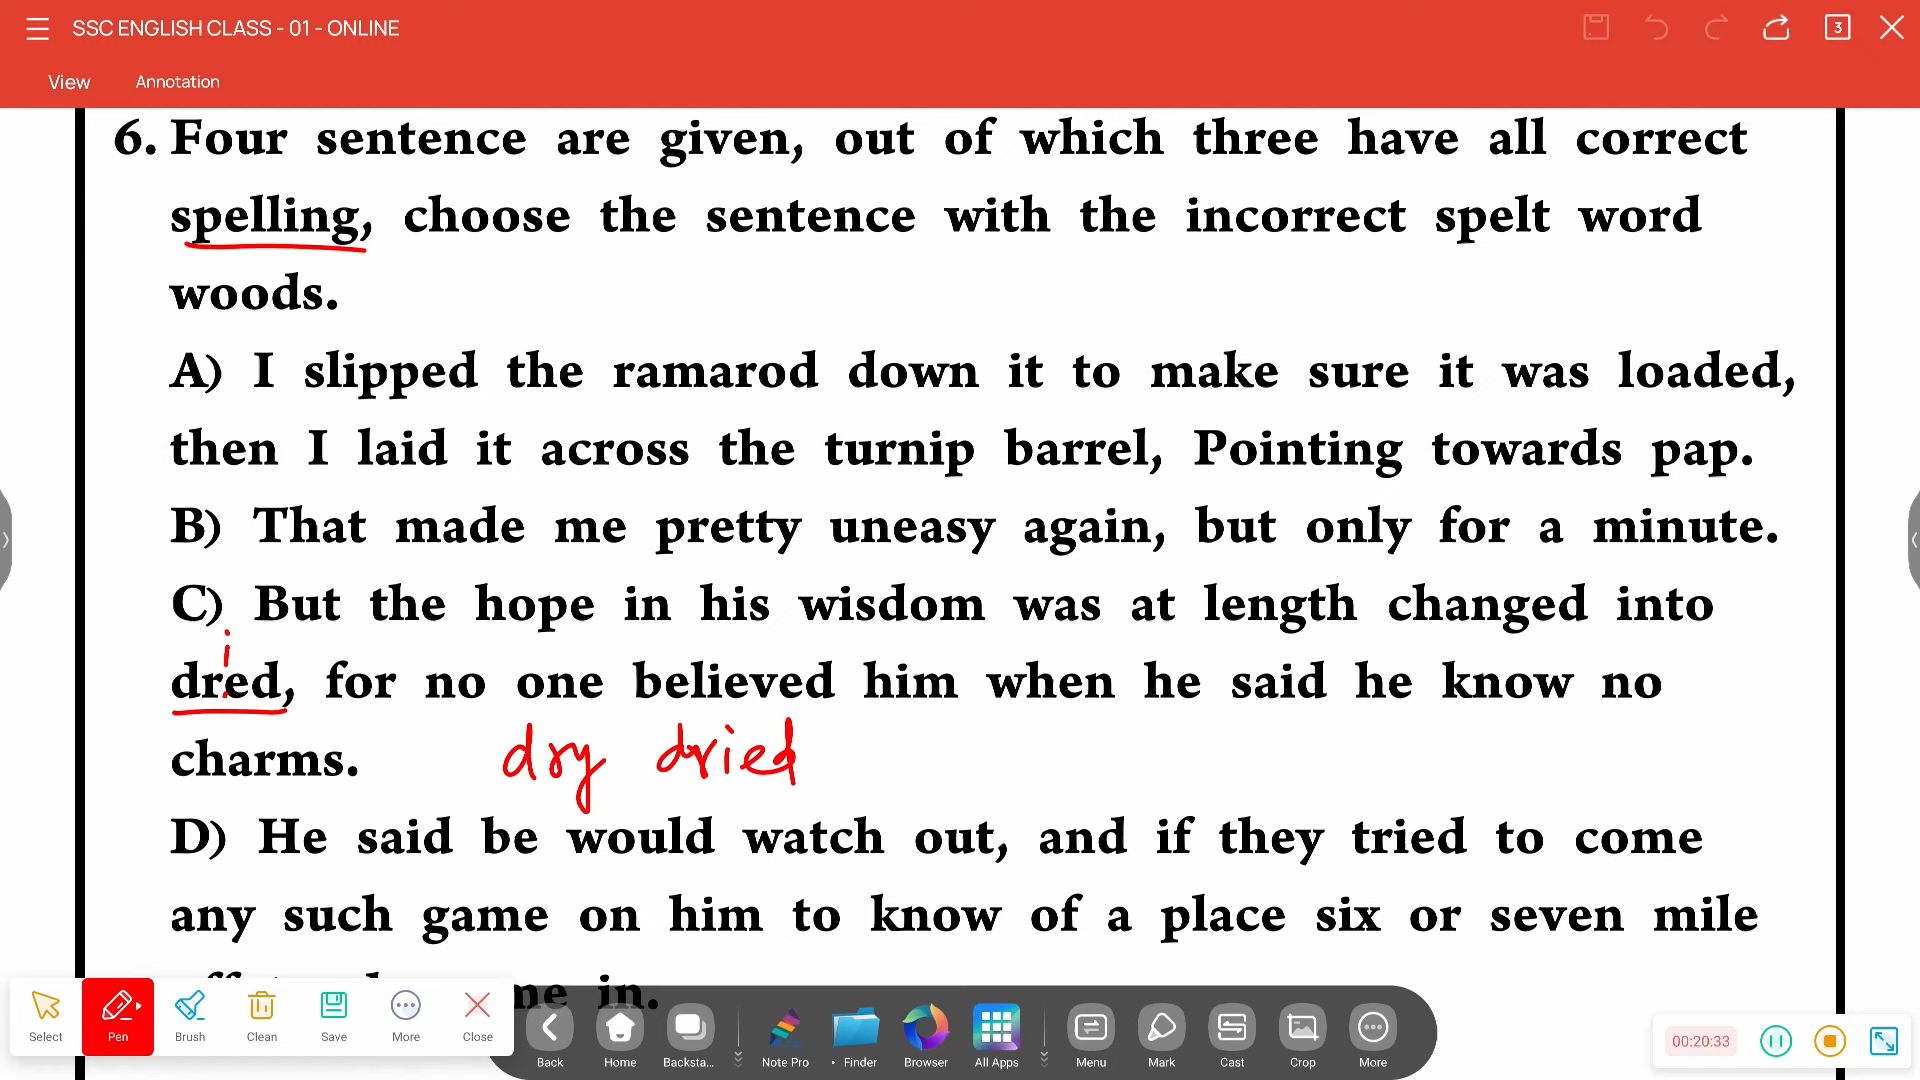 SSC ENGLISH CLASS - 01 - ONLINE
3
View Annotation
6. Four sentence are given, out of which three have all correct
spelling, choose the sentence with the incorrect spelt word
woods.
A) I slipped the ramarod down it to make sure it was loaded,
then I laid it across the turnip barrel, Pointing towards pap.
B) That made me pretty uneasy again, but only for a minute.
C) But the hope in his wisdom was at length changed into
i
dred, for no one believed him when he said he know no
charms.
dry dried
D) He said be would watch out, and if they tried to come
any such game on him to know of a place six or seven mile
in.
Select Pen Brush Clean Save More Close
Back Home Backsta... Note Pro • Finder Browser All Apps Menu Mark Cast Crop More
00:20:33